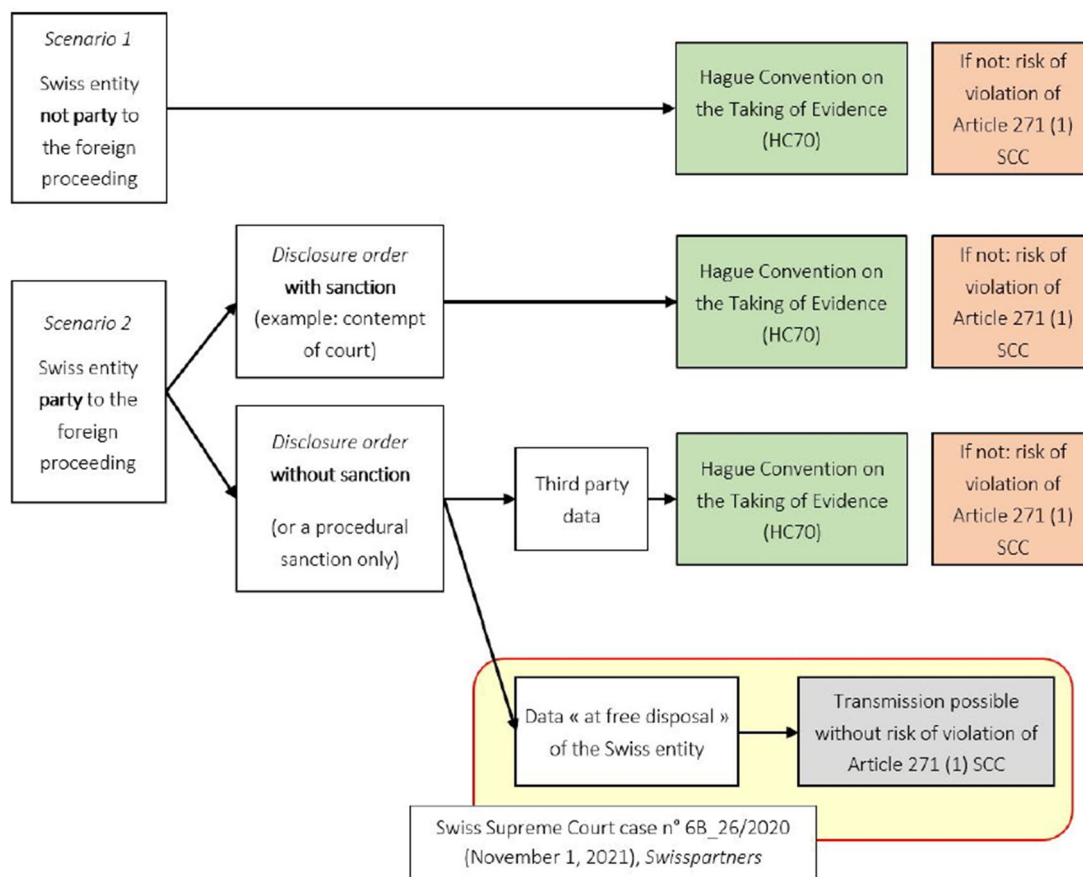 Scenario 1
Swiss entity
not party to
the foreign
proceeding
Hague Convention on
the Taking of Evidence
(HC70)
If not: risk of
violation of
Article 271 (1)
SCC
Scenario 2
Swiss entity
party to the
foreign
proceeding
Disclosure order
with sanction
(example: contempt
of court)
Hague Convention on
the Taking of Evidence
(HC70)
If not: risk of
violation of
Article 271 (1)
SCC
Disclosure order
without sanction
(or a procedural
sanction only)
Third party
data
Hague Convention on
the Taking of Evidence
(HC70)
If not: risk of
violation of
Article 271 (1)
SCC
Data « at free disposal »
of the Swiss entity
Transmission possible
without risk of violation of
Article 271 (1) SCC
Swiss Supreme Court case n° 6B_26/2020
(November 1, 2021), Swisspartners